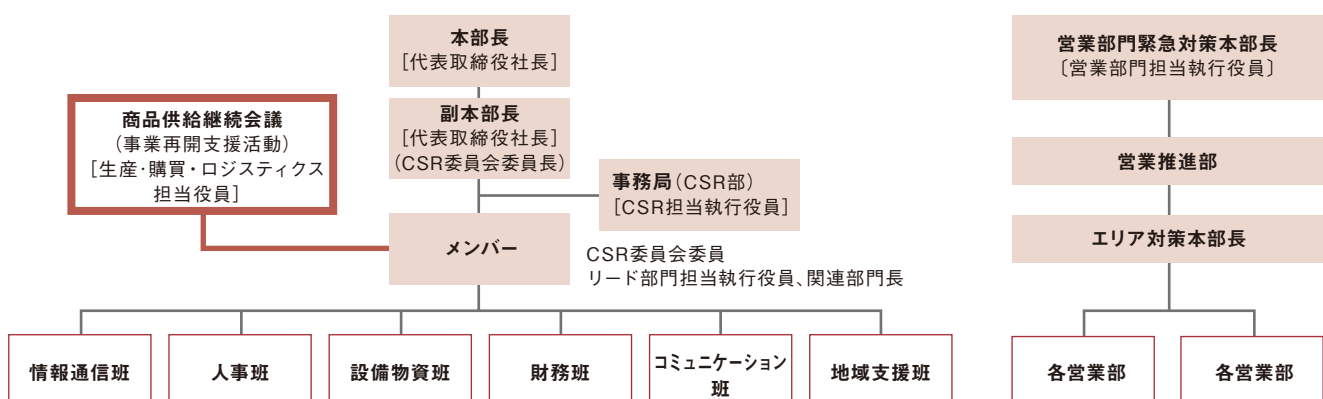 本部長
[代表取締役社長]
副本部長
[代表取締役社長]
(CSR委員会委員長)
商品供給継続会議
(事業再開支援活動)
[生産・購買・ロジスティクス
担当役員]
事務局(CSR部)
[CSR担当執行役員]
メンバー
CSR委員会委員
リード部門担当執行役員、関連部門長
情報通信班
人事班
設備物資班
財務班
コミュニケーション
班
地域支援班
営業部門緊急対策本部長
〔営業部門担当執行役員〕
営業推進部
エリア対策本部長
各営業部
各営業部